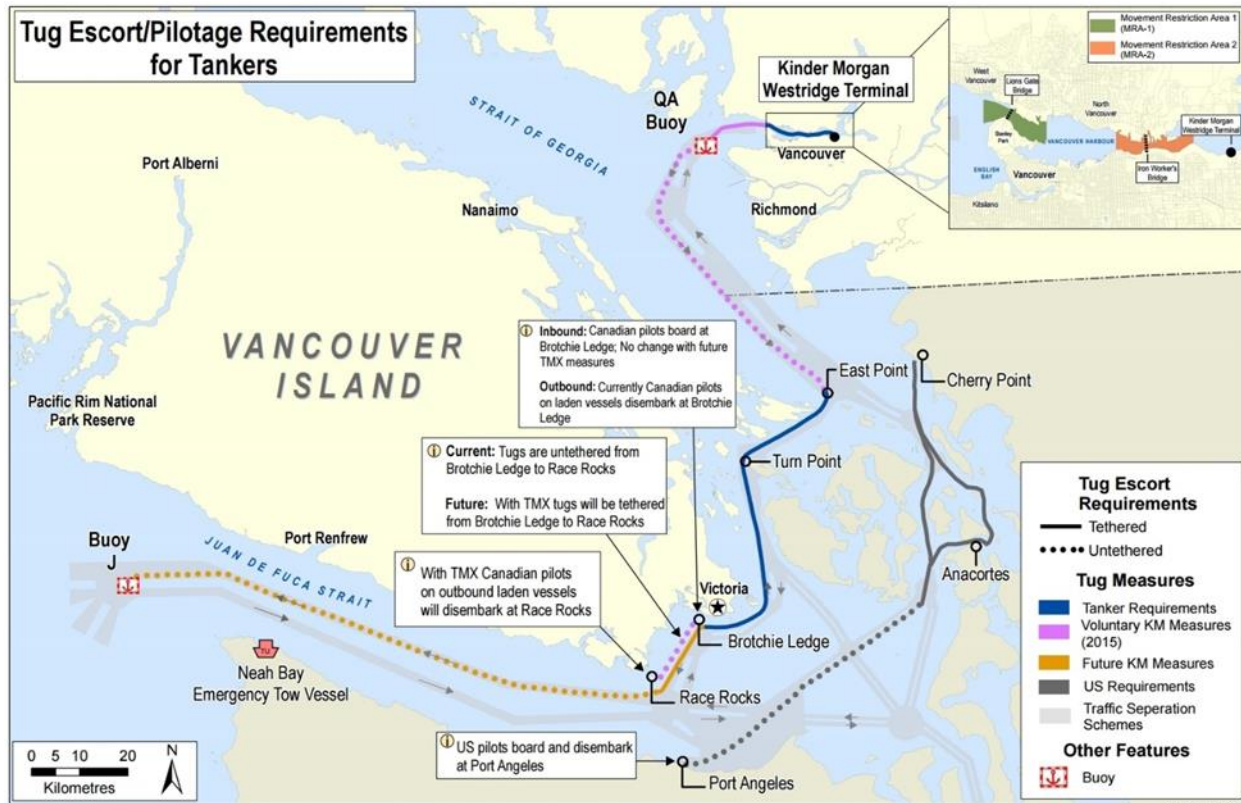 Tug Escort/Pilotage Requirements
for Tankers
Movement Restriction Area 1
(MRA-1)
Movement Restriction Area 2
(MRA-2)
West
Vancouver
Lions Gate
Bridge
North
Vancouver
Kinder Morgan
Westridge Terminal
Stanley
Park
VANCOUVER HARBOUR
ENGLISH
BAY
Vancouver
Iron Worker's
Bridge
Kitsilano
Kinder Morgan
Westridge Terminal
QA
Buoy
STRAIT OF GEORGIA
Vancouver
Port Alberni
Nanaimo
Richmond
VANCOUVER
ISLAND
Pacific Rim National
Park Reserve
Inbound: Canadian pilots board at
Brotchie Ledge; No change with future
TMX measures
Outbound: Currently Canadian pilots
on laden vessels disembark at Brotchie
Ledge
East Point
Cherry Point
Current: Tugs are untethered from
Brotchie Ledge to Race Rocks
Future: With TMX tugs will be tethered
from Brotchie Ledge to Race Rocks
Turn Point
Buoy
J
Port Renfrew
JUAN DE FUCA STRAIT
With TMX Canadian pilots
on outbound laden vessels
will disembark at Race Rocks
Victoria
Anacortes
Brotchie Ledge
TU
Neah Bay
Emergency Tow Vessel
Race Rocks
US pilots board and disembark
at Port Angeles
Port Angeles
0 5 10 20
Kilometres
N
Tug Escort
Requirements
Tethered
Untethered
Tug Measures
Tanker Requirements
Voluntary KM Measures
(2015)
Future KM Measures
US Requirements
Traffic Seperation
Schemes
Other Features
Buoy